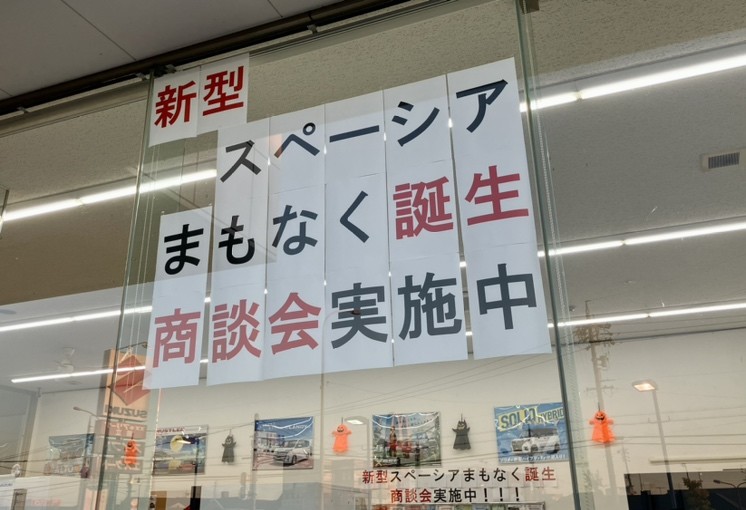 新型
スペーシア
まもなく誕生
商談会実施中
SUZUKI
新型スペーシアまもなく誕生
商談会実施中!!!